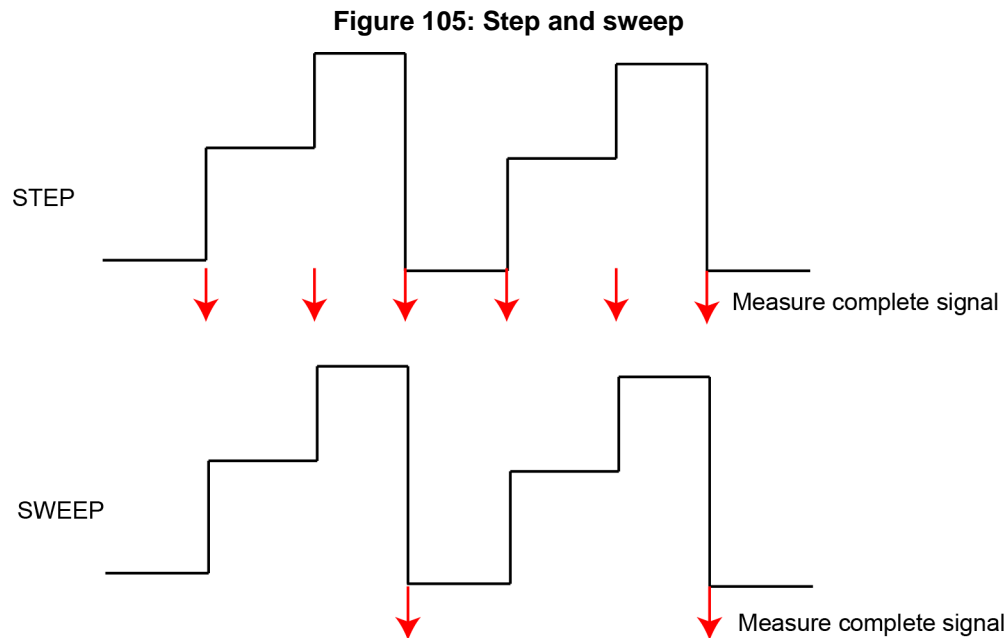 Figure 105: Step and sweep
STEP
Measure complete signal
SWEEP
Measure complete signal